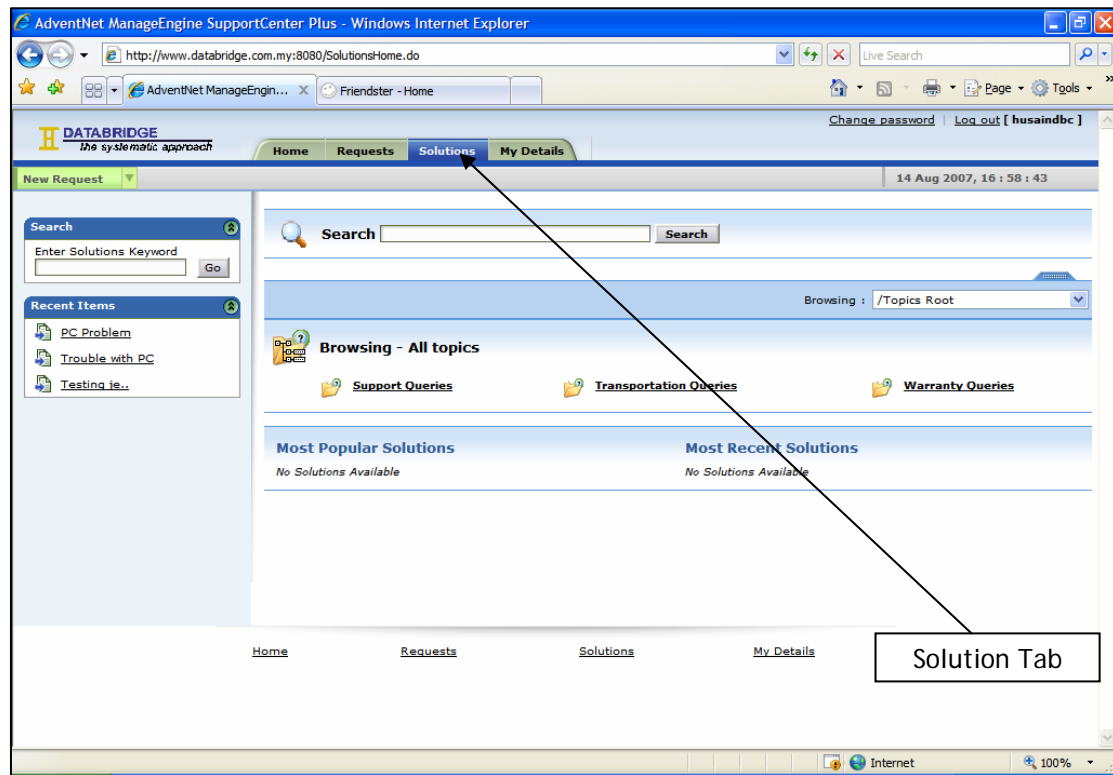 AdventNet ManageEngine SupportCenter Plus - Windows Internet Explorer
http://www.databridge.com.my:8080/SolutionsHome.do
Live Search
AdventNet ManageEngin... X
Friendster - Home
Page
Tools
»
DATABRIDGE
the systematic approach
Change password | Log out [ husaindbc ]
Home Requests Solutions My Details
New Request
14 Aug 2007, 16 : 58 : 43
Search
Enter Solutions Keyword
Go
Recent Items
PC Problem
Trouble with PC
Testing je..
Search
Search
Browsing : /Topics Root
Browsing - All topics
Support Queries Transportation Queries Warranty Queries
Most Popular Solutions Most Recent Solutions
No Solutions Available No Solutions Available
Home Requests Solutions My Details
Solution Tab
Internet
100%